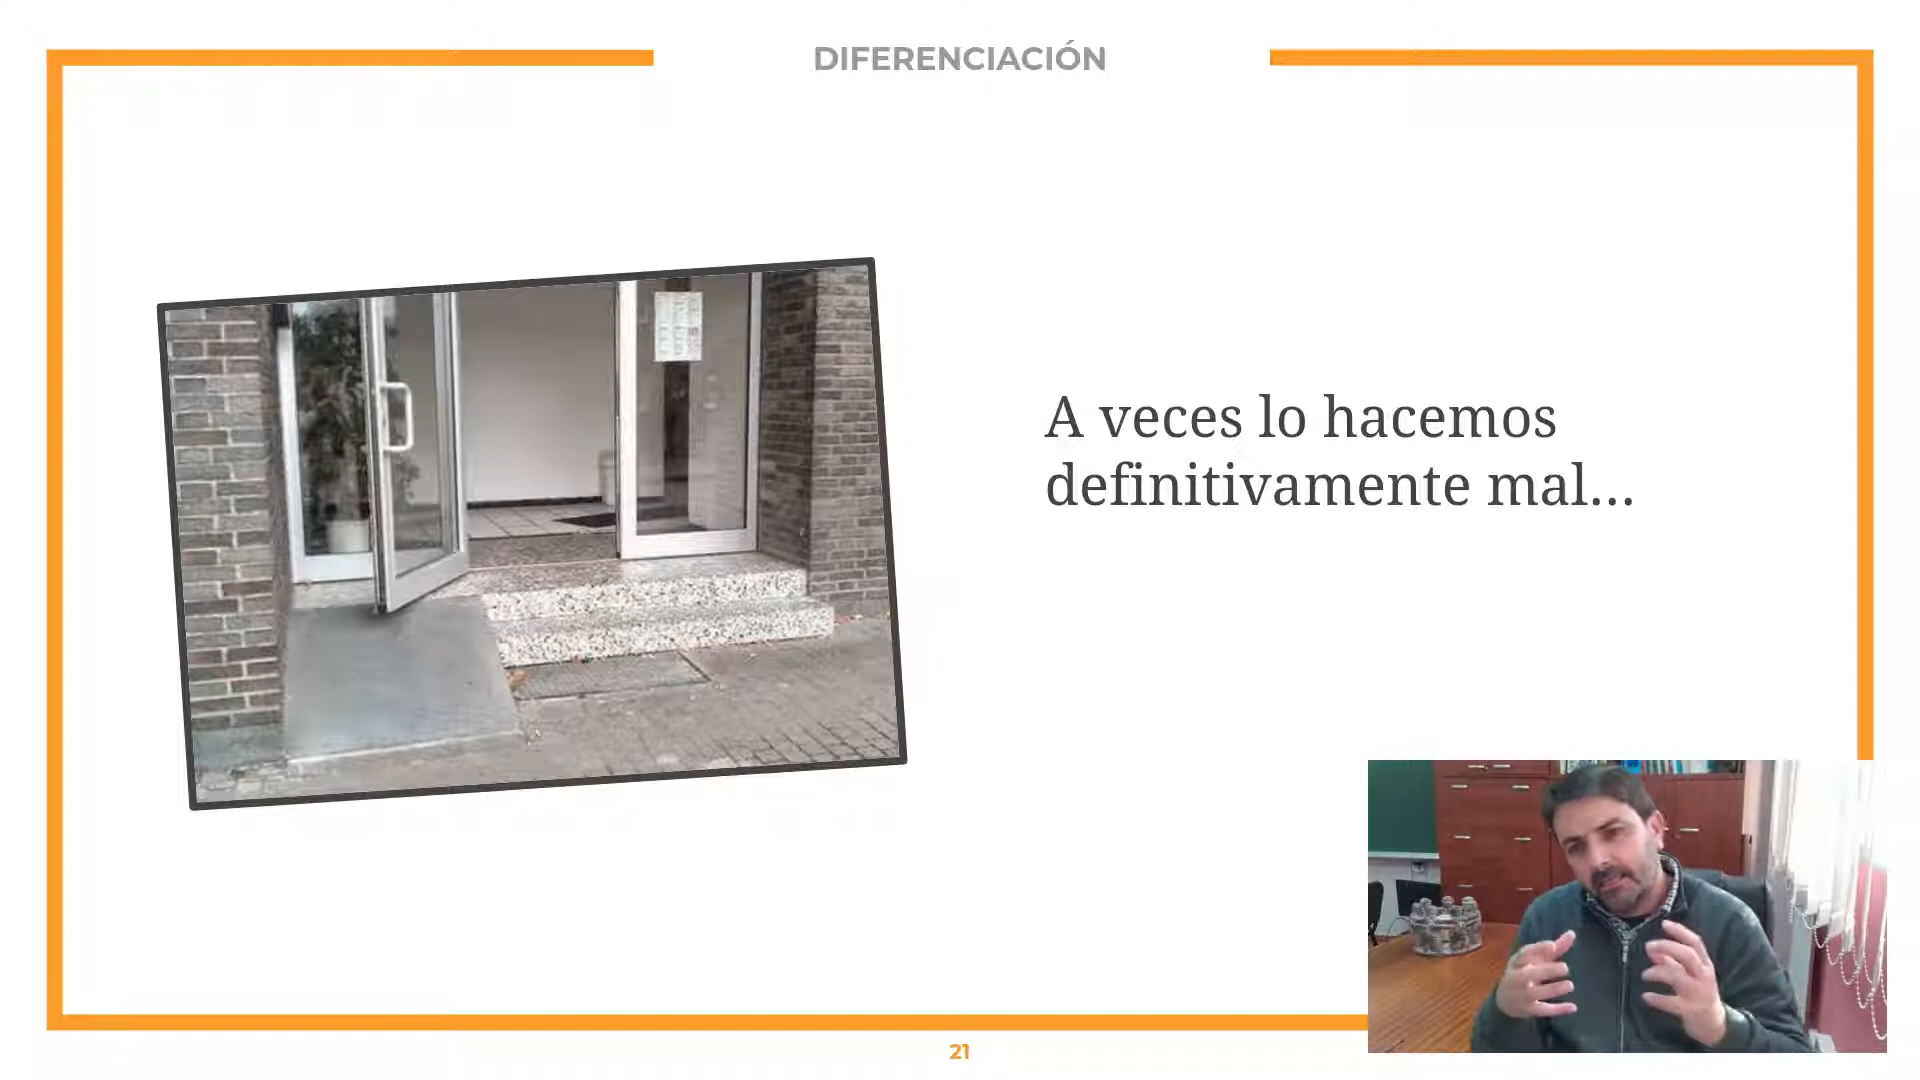 DIFERENCIACIÓN
A veces lo hacemos
definitivamente mal...
21